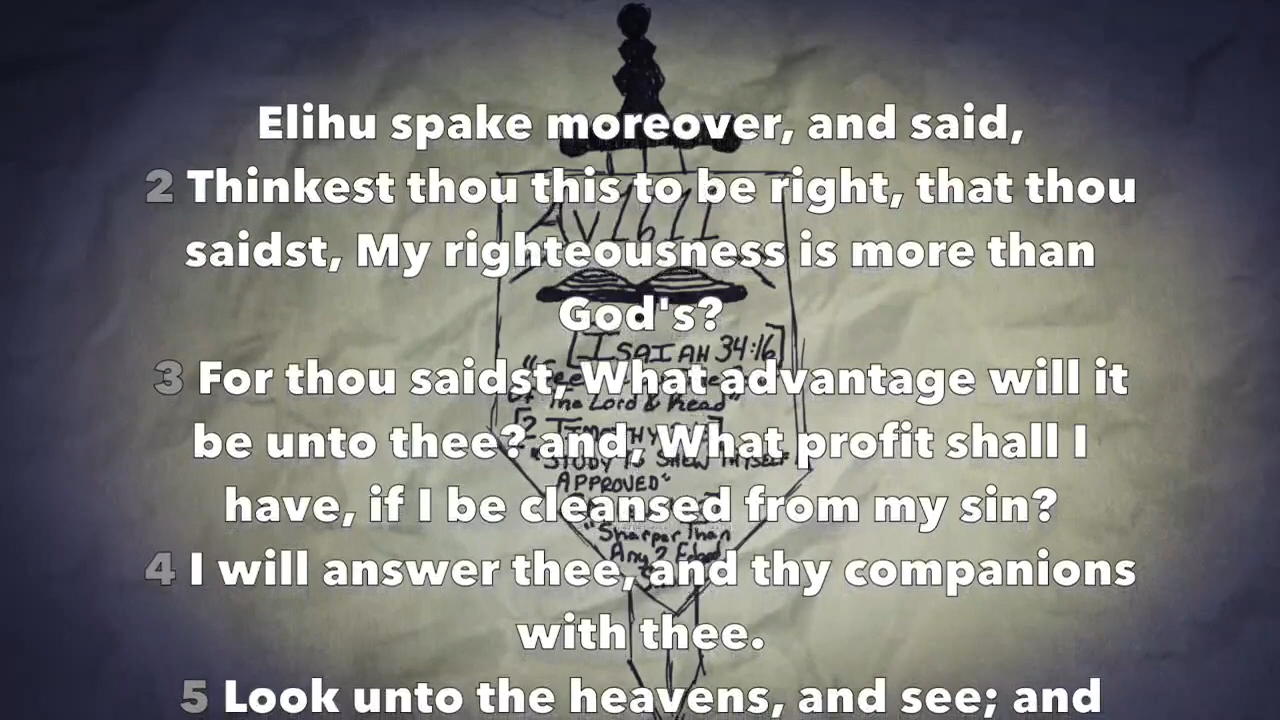 Elihu spake moreover, and said,
2 Thinkest thou this to be right, that thou
saidst, My righteousness is more than
God's?
3 For thou saidst, What advantage will it
be unto thee? and, What profit shall I
have, if I be cleansed from my sin?
4 I will answer thee, and thy companions
with thee.
5 Look unto the heavens, and see; and
AV1611
[ISAIAH 34:16]
The Lord & Read"
"STUDY TO SHEW THYSELF
APPROVED"
"Sharper Than
Any 2 Edged